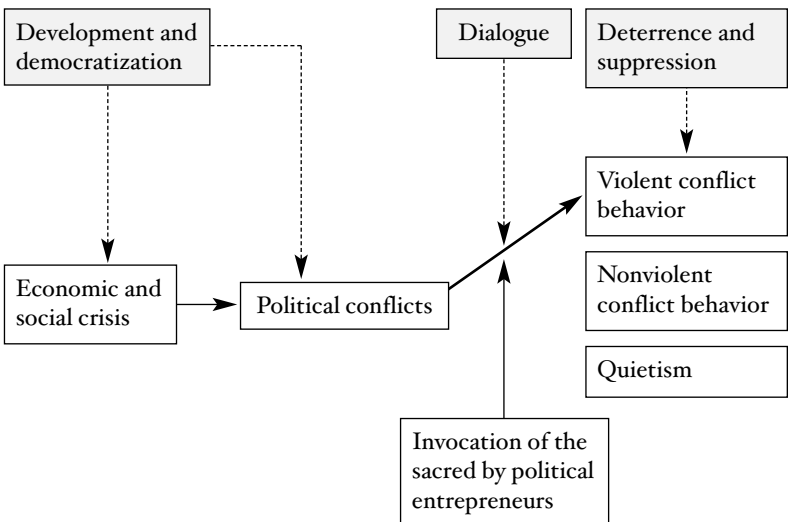 Development and
democratization
Dialogue
Deterrence and
suppression
Violent conflict
behavior
Economic and
social crisis
Political conflicts
Nonviolent
conflict behavior
Quietism
Invocation of the
sacred by political
entrepreneurs